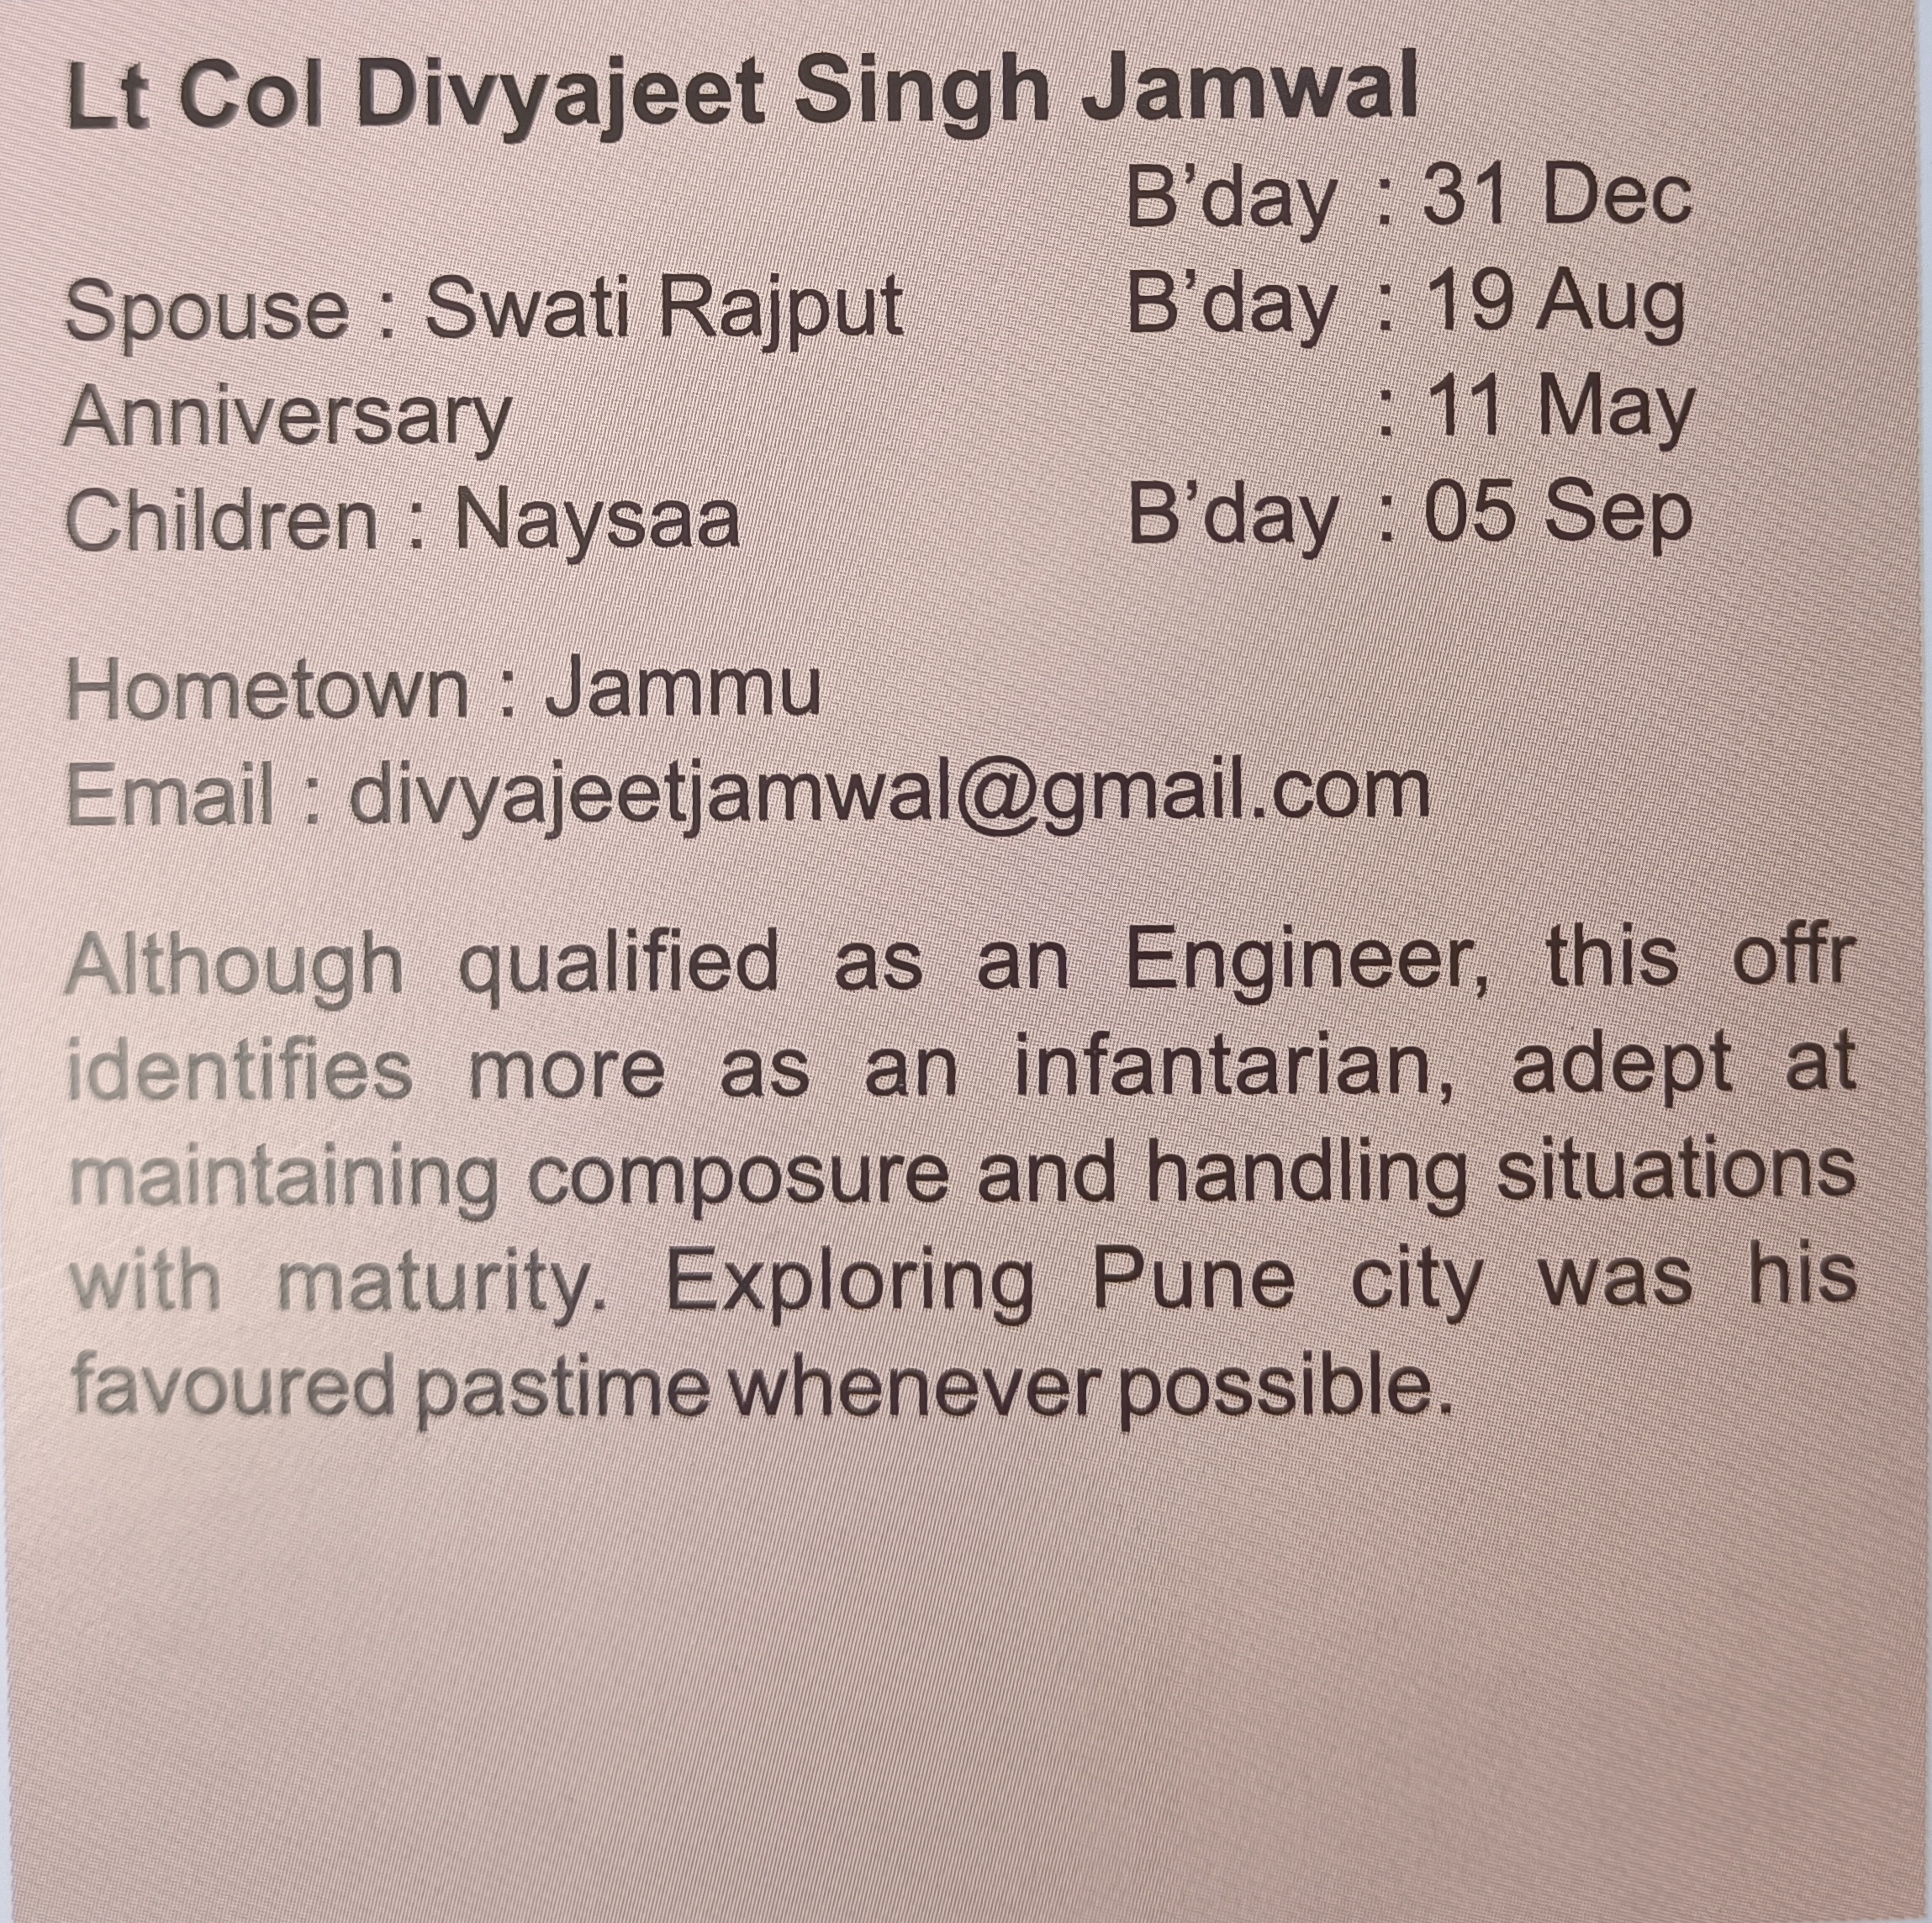 Lt Col Divyajeet Singh Jamwal
B’day : 31 Dec
Spouse : Swati Rajput B’day : 19 Aug
Anniversary : 11 May
Children : Naysaa B’day : 05 Sep
Hometown : Jammu
Email : divyajeetjamwal@gmail.com
Although qualified as an Engineer, this offr
identifies more as an infantarian, adept at
maintaining composure and handling situations
with maturity. Exploring Pune city was his
favoured pastime whenever possible.